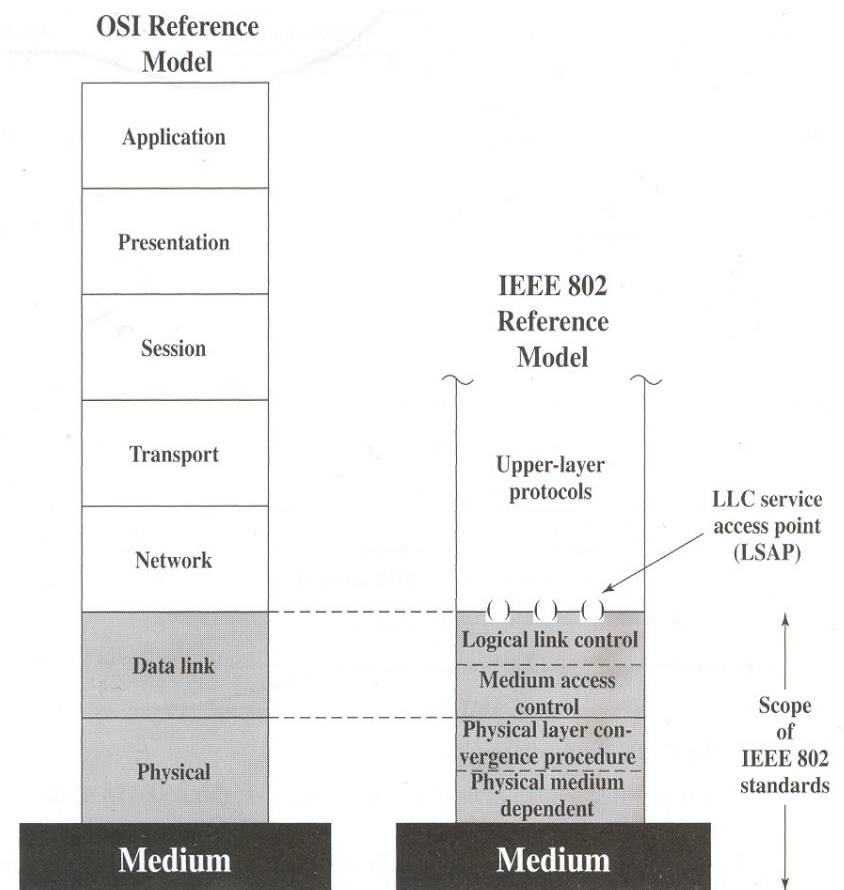 OSI Reference
Model
Application
Presentation
Session
Transport
Network
Data link
Physical
Medium
IEEE 802
Reference
Model
Upper-layer
protocols
LLC service
access point
(LSAP)
Logical link control
Medium access
control
Physical layer con-
vergence procedure
Physical medium
dependent
Medium
Scope
of
IEEE 802
standards